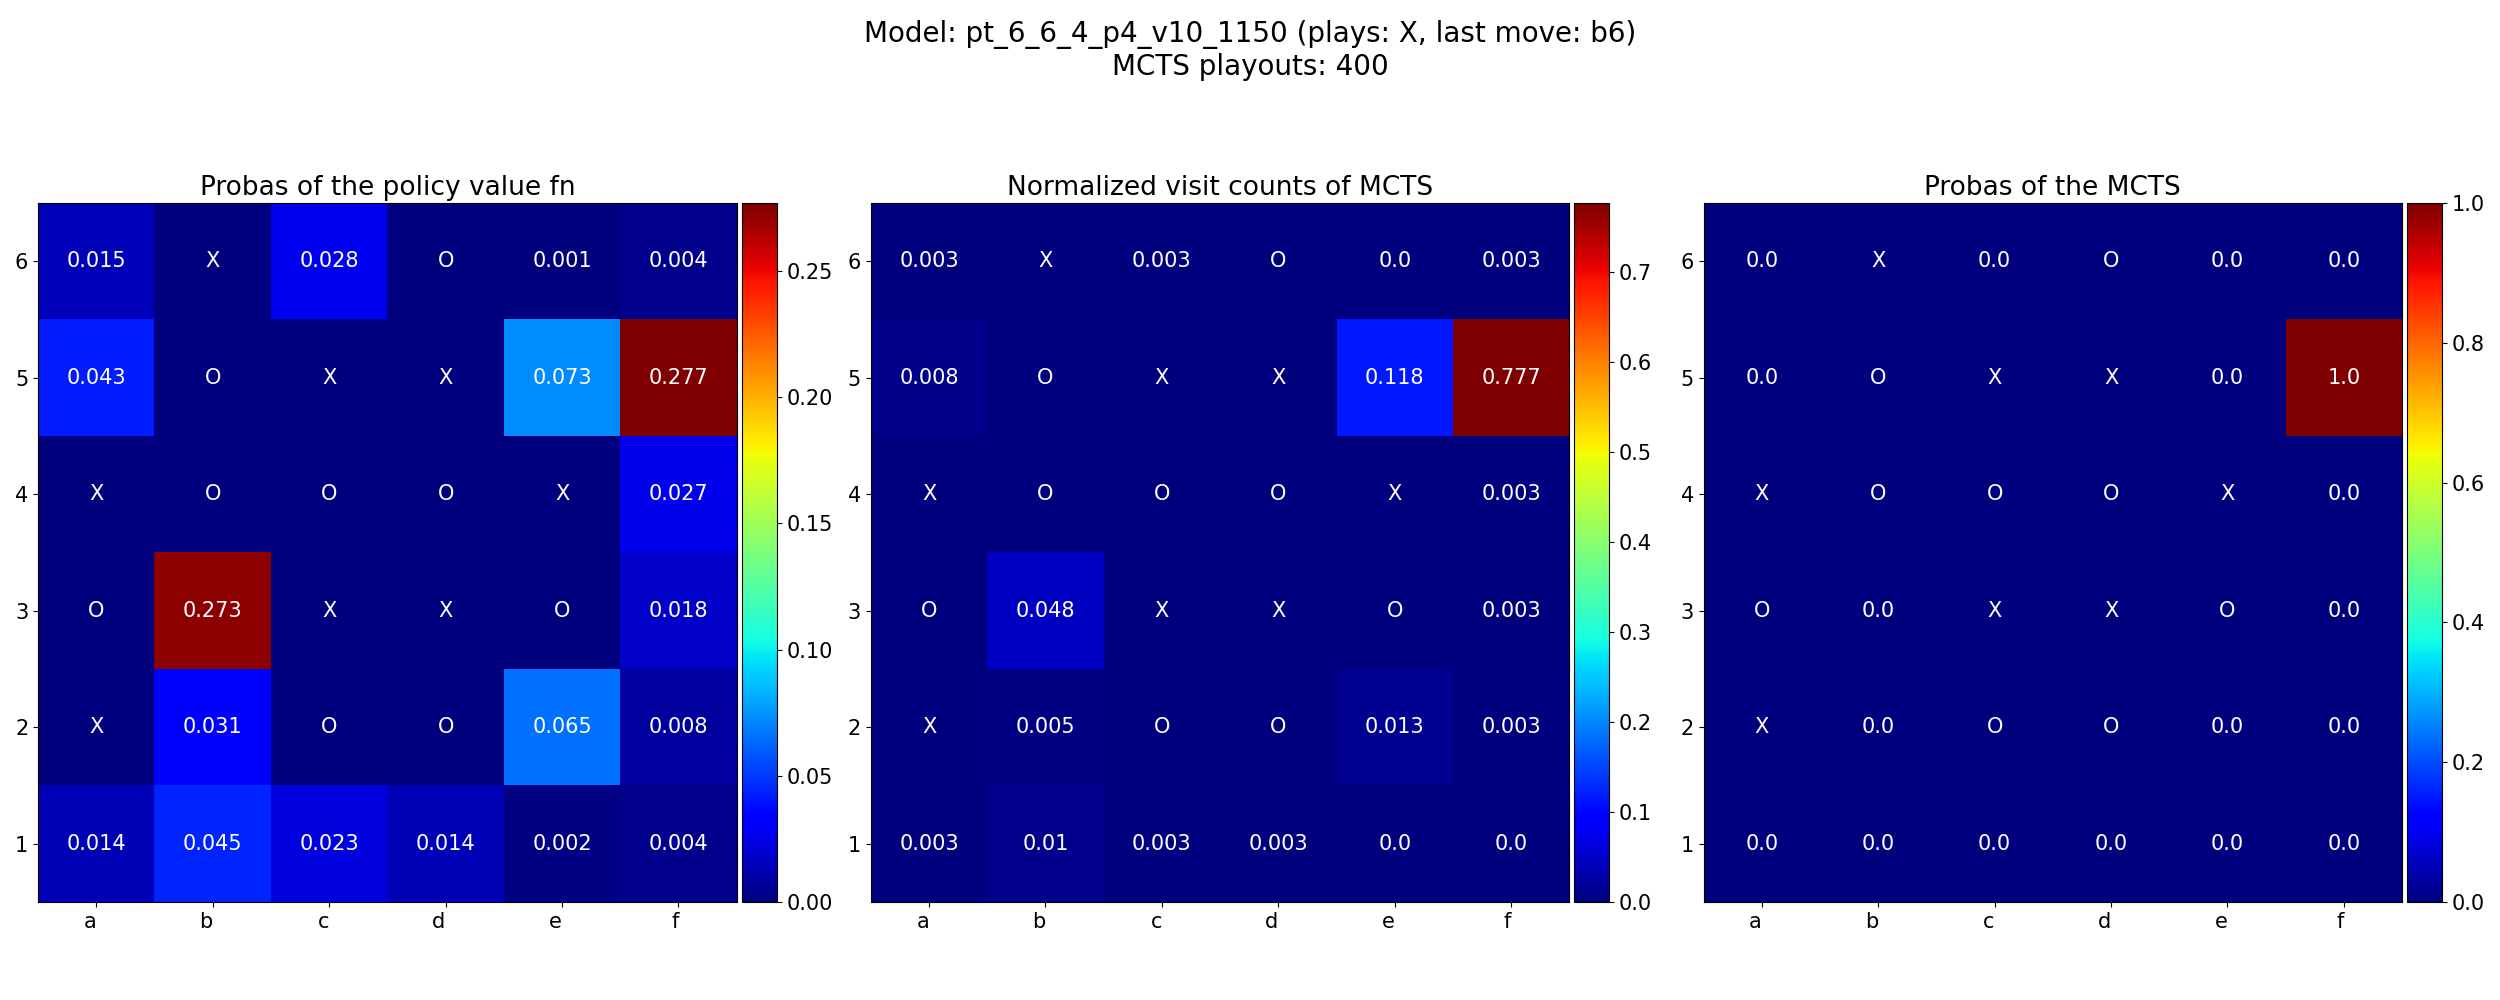 Model: pt_6_6_4_p4_v10_1150 (plays: X, last move: b6)
MCTS playouts: 400
Probas of the policy value fn
6 0.015 X 0.028 O 0.001 0.004
5 0.043 O X X 0.073 0.277
4 X O O O X 0.027
3 O 0.273 X X O 0.018
2 X 0.031 O O 0.065 0.008
1 0.014 0.045 0.023 0.014 0.002 0.004
a b c d e f
0.25
0.20
0.15
0.10
0.05
0.00
Normalized visit counts of MCTS
6 0.003 X 0.003 O 0.0 0.003
5 0.008 O X X 0.118 0.777
4 X O O O X 0.003
3 O 0.048 X X O 0.003
2 X 0.005 O O 0.013 0.003
1 0.003 0.01 0.003 0.003 0.0 0.0
a b c d e f
0.7
0.6
0.5
0.4
0.3
0.2
0.1
0.0
Probas of the MCTS
6 0.0 X 0.0 O 0.0 0.0
5 0.0 O X X 0.0 1.0
4 X O O O X 0.0
3 O 0.0 X X O 0.0
2 X 0.0 O O 0.0 0.0
1 0.0 0.0 0.0 0.0 0.0 0.0
a b c d e f
1.0
0.8
0.6
0.4
0.2
0.0